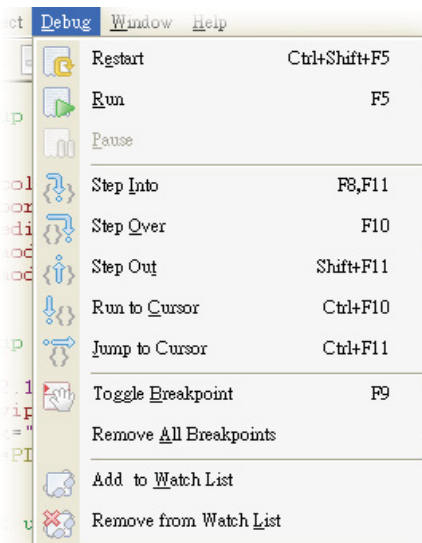 ct Debug Window Help
Restart Ctrl+Shift+F5
Run F5
Pause
Step Into F8,F11
Step Over F10
Step Out Shift+F11
Run to Cursor Ctrl+F10
Jump to Cursor Ctrl+F11
Toggle Breakpoint F9
Remove All Breakpoints
Add to Watch List
Remove from Watch List